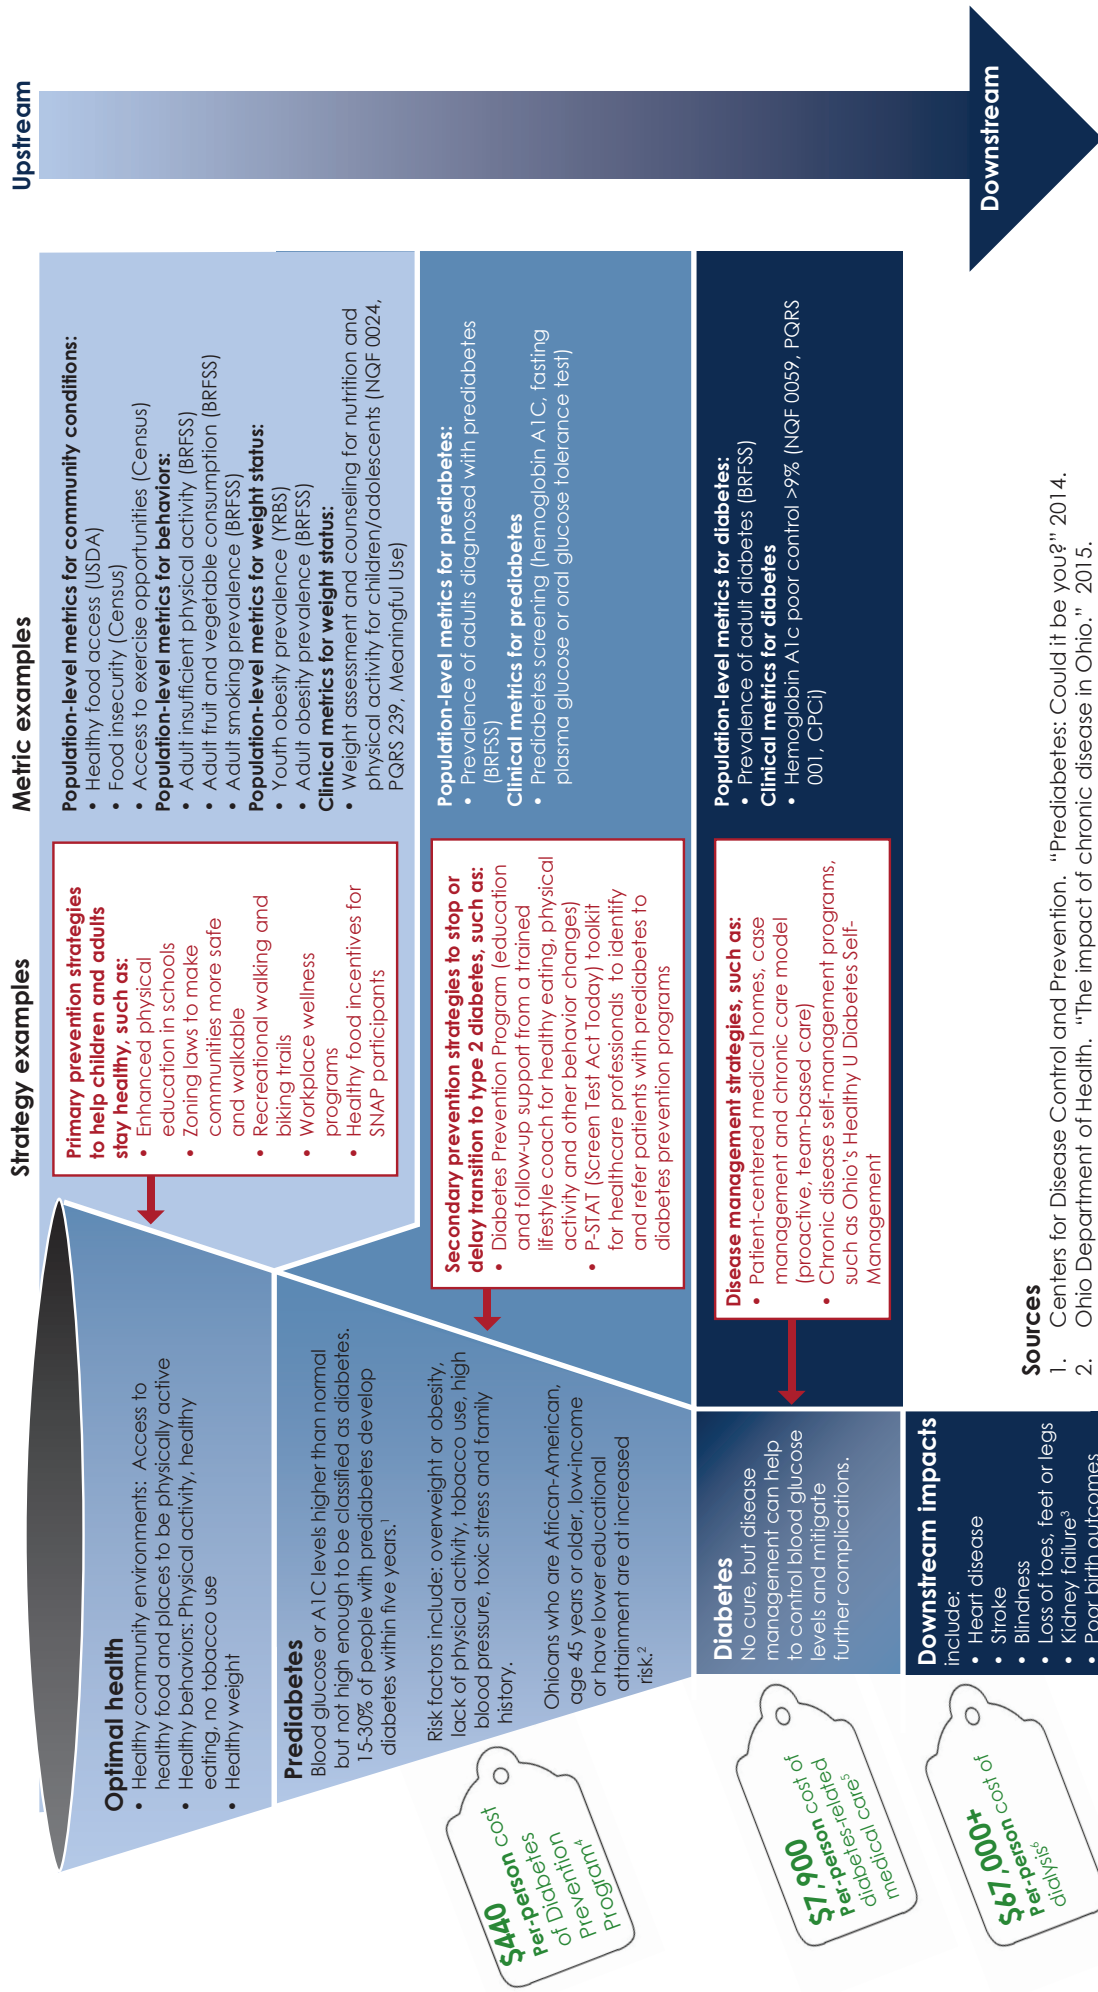 Strategy examples
Metric examples
Upstream
Optimal health
• Healthy community environments: Access to
healthy food and places to be physically active
• Healthy behaviors: Physical activity, healthy
eating, no tobacco use
• Healthy weight
Primary prevention strategies
to help children and adults
stay healthy, such as:
• Enhanced physical
education in schools
• Zoning laws to make
communities more safe
and walkable
• Recreational walking and
biking trails
• Workplace wellness
programs
• Healthy food incentives for
SNAP participants
Population-level metrics for community conditions:
• Healthy food access (USDA)
• Food insecurity (Census)
• Access to exercise opportunities (Census)
Population-level metrics for behaviors:
• Adult insufficient physical activity (BRFSS)
• Adult fruit and vegetable consumption (BRFSS)
• Adult smoking prevalence (BRFSS)
Population-level metrics for weight status:
• Youth obesity prevalence (YRBS)
• Adult obesity prevalence (BRFSS)
Clinical metrics for weight status:
• Weight assessment and counseling for nutrition and
physical activity for children/adolescents (NQF 0024,
PQRS 239, Meaningful Use)
Prediabetes
Blood glucose or A1C levels higher than normal
but not high enough to be classified as diabetes.
15-30% of people with prediabetes develop
diabetes within five years.¹
Risk factors include: overweight or obesity,
lack of physical activity, tobacco use, high
blood pressure, toxic stress and family
history.
Ohioans who are African-American,
age 45 years or older, low-income
or have lower educational
attainment are at increased
risk.²
Secondary prevention strategies to stop or
delay transition to type 2 diabetes, such as:
• Diabetes Prevention Program (education
and follow-up support from a trained
lifestyle coach for healthy eating, physical
activity and other behavior changes)
• P-STAT (Screen Test Act Today) toolkit
for healthcare professionals to identify
and refer patients with prediabetes to
diabetes prevention programs
Population-level metrics for prediabetes:
• Prevalence of adults diagnosed with prediabetes
(BRFSS)
Clinical metrics for prediabetes
• Prediabetes screening (hemoglobin A1C, fasting
plasma glucose or oral glucose tolerance test)
$440
Per-person cost
of Diabetes
Prevention
Program⁴
Diabetes
No cure, but disease
management can help
to control blood glucose
levels and mitigate
further complications.
Disease management strategies, such as:
• Patient-centered medical homes, case
management and chronic care model
(proactive, team-based care)
• Chronic disease self-management programs,
such as Ohio's Healthy U Diabetes Self-
Management
Population-level metrics for diabetes:
• Prevalence of adult diabetes (BRFSS)
Clinical metrics for diabetes
• Hemoglobin A1c poor control >9% (NQF 0059, PQRS
001, CPCi)
$7,900
Per-person cost of
diabetes-related
medical care⁵
Downstream impacts
include:
• Heart disease
• Stroke
• Blindness
• Loss of toes, feet or legs
• Kidney failure³
• Poor birth outcomes
$67,000+
Per-person cost of
dialysis⁶
Downstream
Sources
1. Centers for Disease Control and Prevention. “Prediabetes: Could it be you?” 2014.
2. Ohio Department of Health. “The impact of chronic disease in Ohio.” 2015.